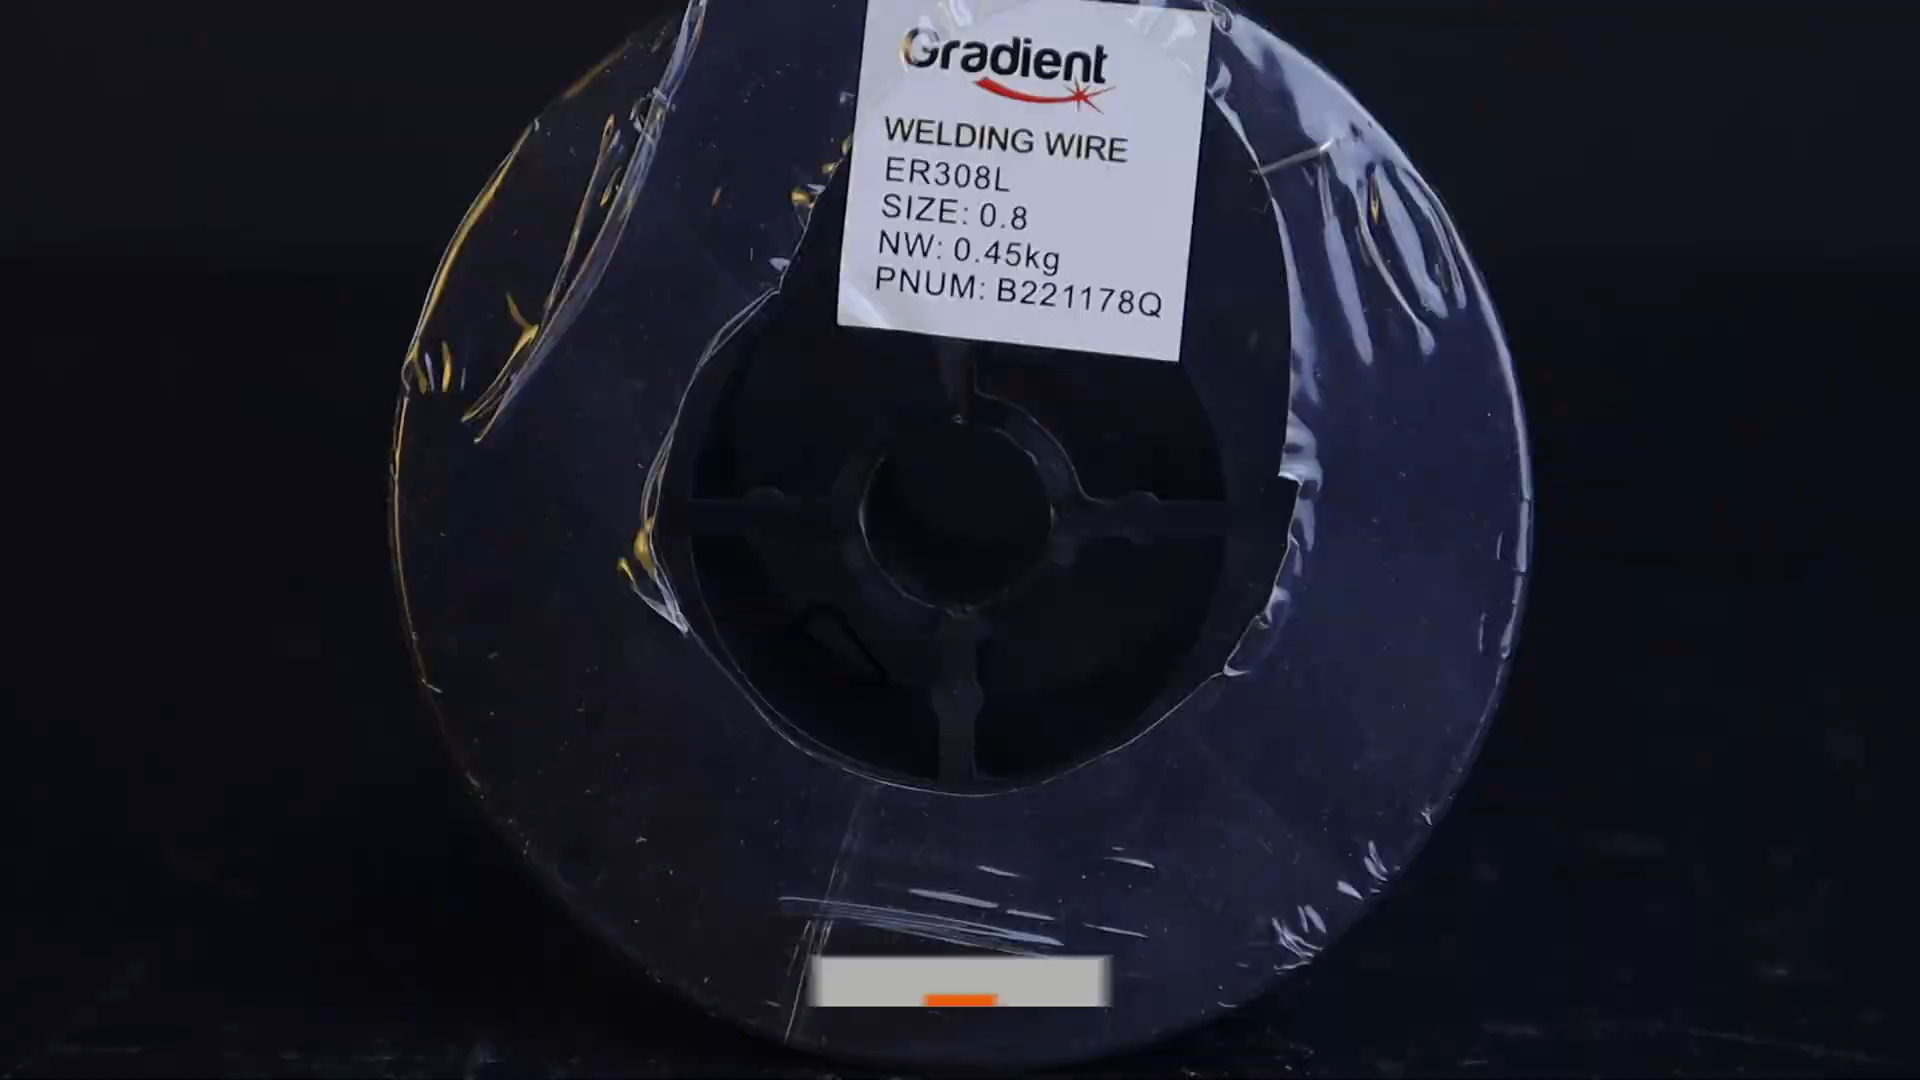 Gradient
WELDING WIRE
ER308L
SIZE: 0.8
NW: 0.45kg
PNUM: B221178Q